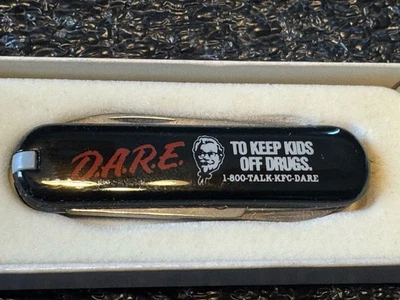 D.A.R.E.
TO KEEP KIDS
OFF DRUGS.
1-800-TALK-KFC-DARE